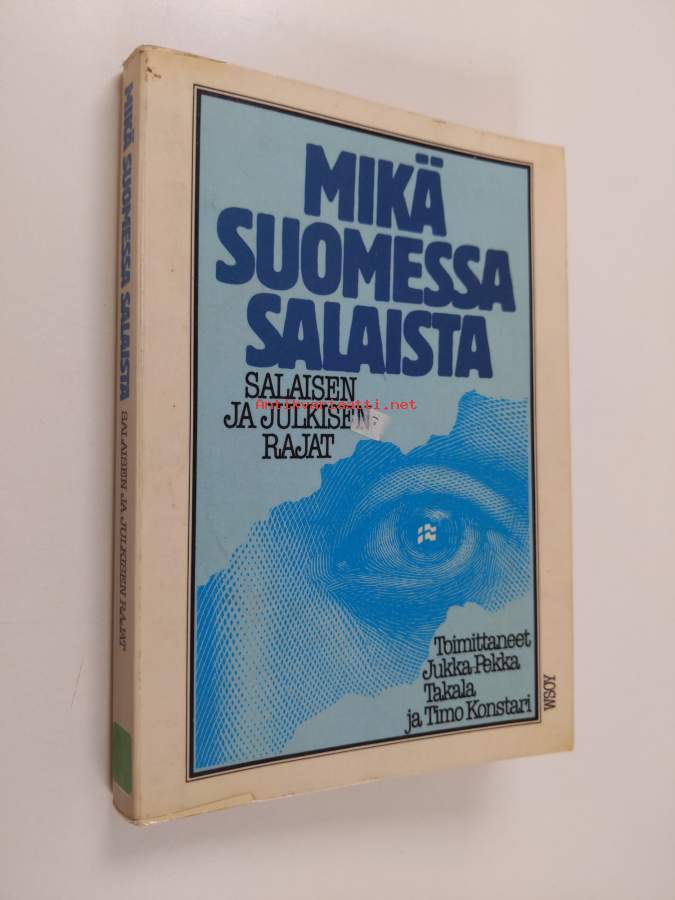 MIKÄ
SUOMESSA
SALAISTA
SALAISEN
JA JULKISEN
RAJAT
Antikvariaatti.net
Toimittaneet
Jukka-Pekka
Takala
ja Timo Konstari
WSOY
MIKÄ SUOMESSA SALAISTA
SALAISEN JA JULKISEN RAJAT